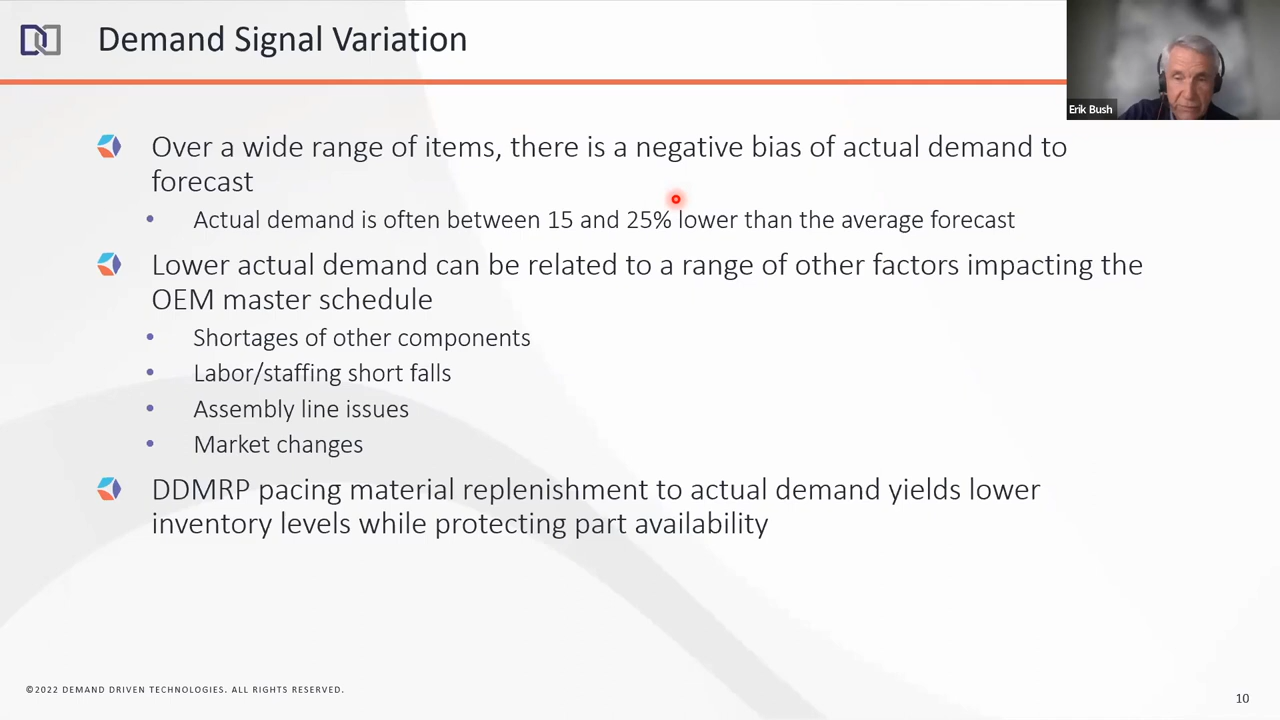 Demand Signal Variation
Erik Bush
Over a wide range of items, there is a negative bias of actual demand to
forecast
• Actual demand is often between 15 and 25% lower than the average forecast
Lower actual demand can be related to a range of other factors impacting the
OEM master schedule
• Shortages of other components
• Labor/staffing short falls
• Assembly line issues
• Market changes
DDMRP pacing material replenishment to actual demand yields lower
inventory levels while protecting part availability
©2022 DEMAND DRIVEN TECHNOLOGIES. ALL RIGHTS RESERVED.
10